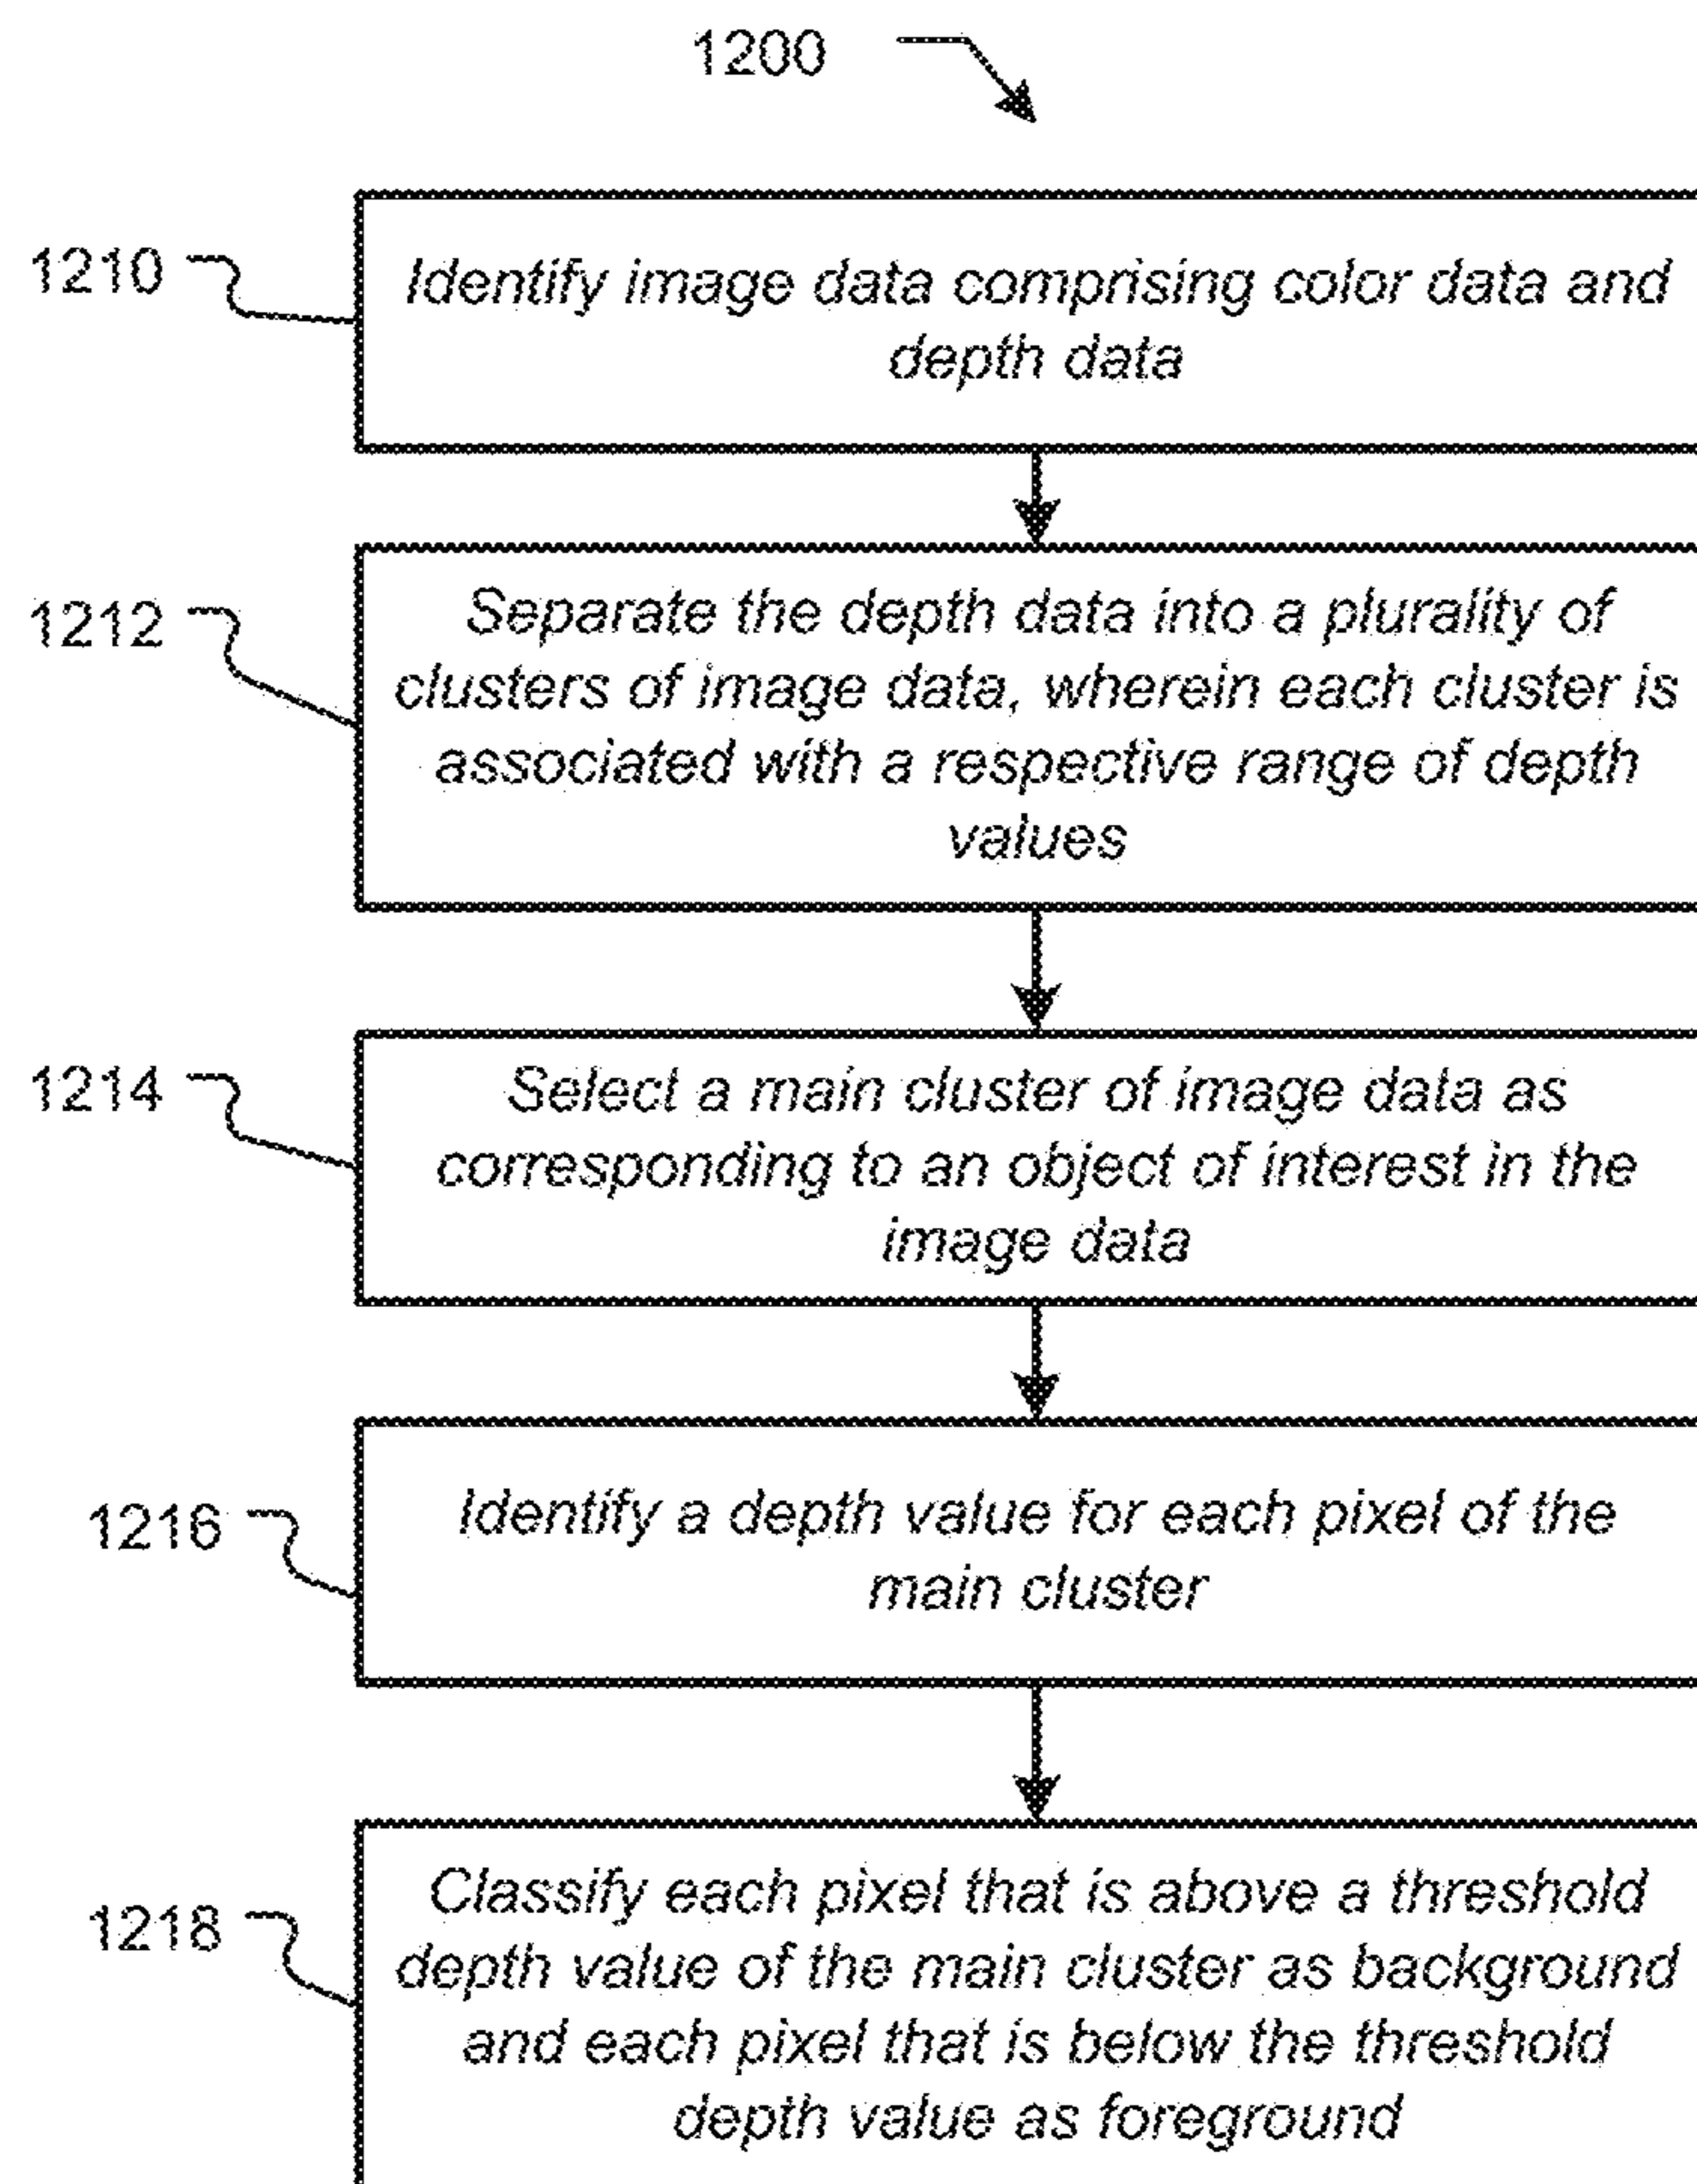 1200
1210
Identify image data comprising color data and
depth data
1212
Separate the depth data into a plurality of
clusters of image data, wherein each cluster is
associated with a respective range of depth
values
1214
Select a main cluster of image data as
corresponding to an object of interest in the
image data
1216
Identify a depth value for each pixel of the
main cluster
1218
Classify each pixel that is above a threshold
depth value of the main cluster as background
and each pixel that is below the threshold
depth value as foreground